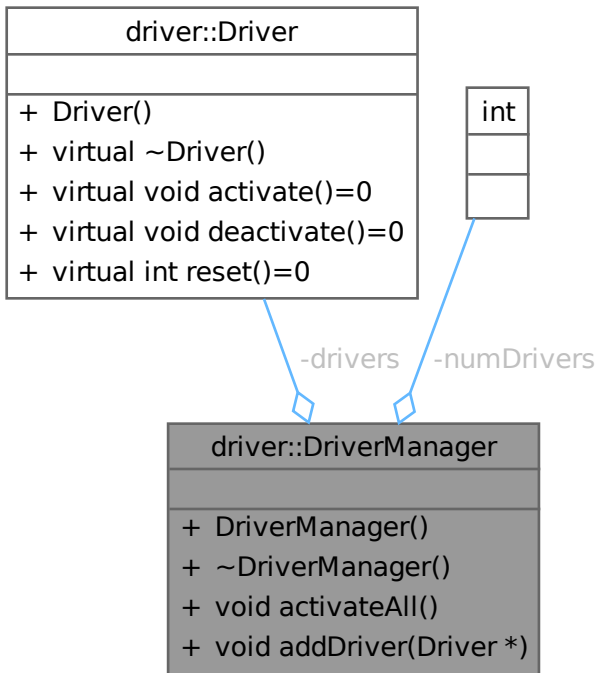 driver::Driver
+ Driver()
+ virtual ~Driver()
+ virtual void activate()=0
+ virtual void deactivate()=0
+ virtual int reset()=0
int
-drivers
-numDrivers
driver::DriverManager
+ DriverManager()
+ ~DriverManager()
+ void activateAll()
+ void addDriver(Driver *)